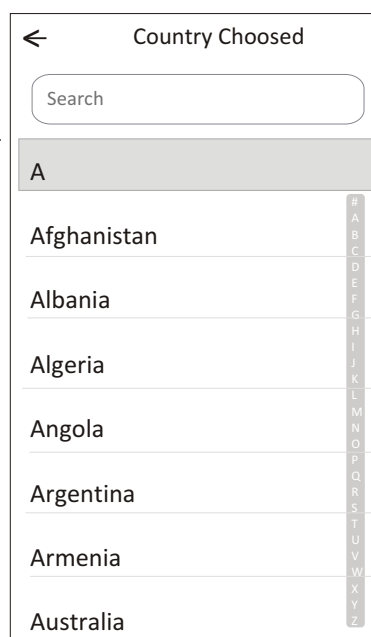 Country Choosed
Search
A
Afghanistan
Albania
Algeria
Angola
Argentina
Armenia
Australia
#
A
B
C
D
E
F
G
H
I
J
K
L
M
N
O
P
Q
R
S
T
U
V
W
X
Y
Z